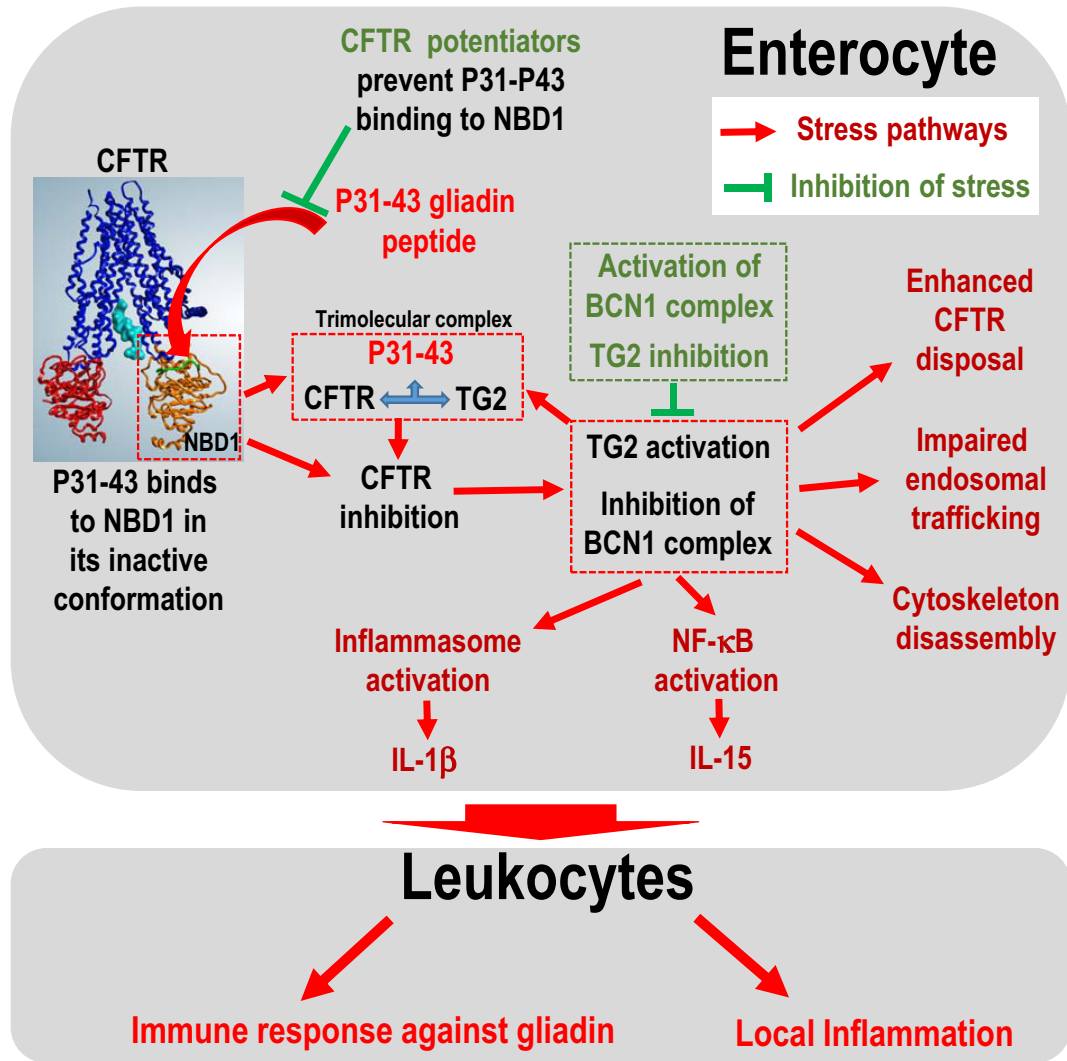 CFTR potentiators
prevent P31-P43
binding to NBD1
Enterocyte
Stress pathways
Inhibition of stress
CFTR
P31-43 gliadin
peptide
NBD1
P31-43 binds
to NBD1 in
its inactive
conformation
Trimolecular complex
P31-43
CFTR TG2
CFTR
inhibition
Activation of
BCN1 complex
TG2 inhibition
TG2 activation
Inhibition of
BCN1 complex
Enhanced
CFTR
disposal
Impaired
endosomal
trafficking
Cytoskeleton
disassembly
Inflammasome
activation
IL-1β
NF-κB
activation
IL-15
Leukocytes
Immune response against gliadin
Local Inflammation